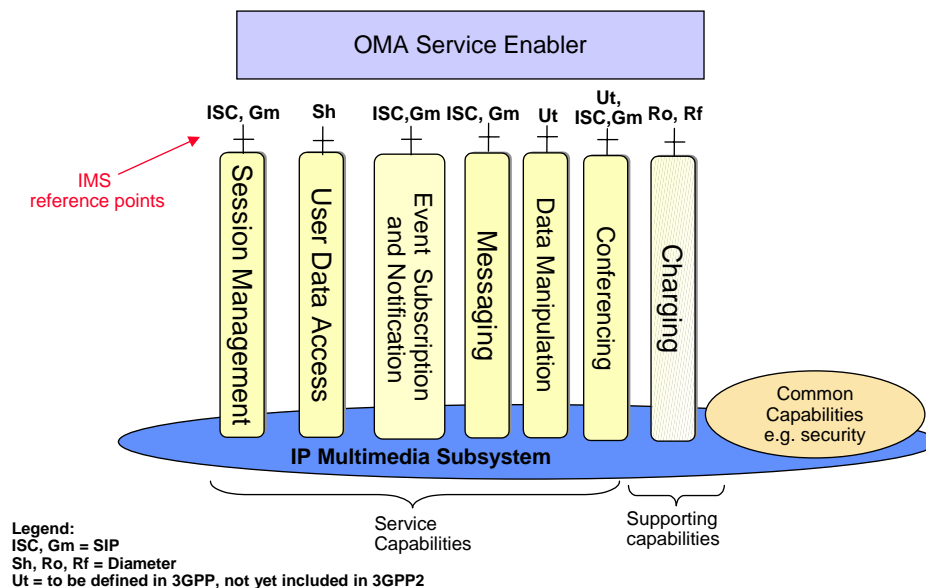 OMA Service Enabler
ISC, Gm
Sh
ISC,Gm
ISC, Gm
Ut
Ut,
ISC,Gm
Ro, Rf
IMS
reference points
Session Management
User Data Access
Event Subscription
and Notification
Messaging
Data Manipulation
Conferencing
Charging
Common
Capabilities
e.g. security
IP Multimedia Subsystem
Service
Capabilities
Supporting
capabilities
Legend:
ISC, Gm = SIP
Sh, Ro, Rf = Diameter
Ut = to be defined in 3GPP, not yet included in 3GPP2